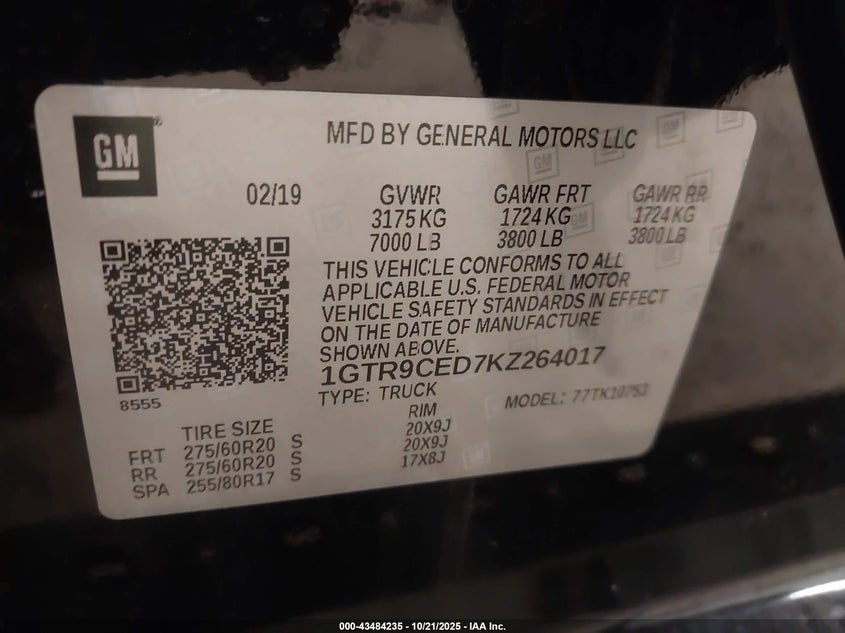 GM
MFD BY GENERAL MOTORS LLC
02/19 GVWR GAWR FRT GAWR RR
3175 KG 1724 KG 1724 KG
7000 LB 3800 LB 3800 LB
THIS VEHICLE CONFORMS TO ALL
APPLICABLE U.S. FEDERAL MOTOR
VEHICLE SAFETY STANDARDS IN EFFECT
ON THE DATE OF MANUFACTURE
SHOWN ABOVE.
1GTR9CED7KZ264017
TYPE: TRUCK MODEL: 77TK10753
8555
TIRE SIZE RIM
FRT 275/60R20 S 20X9J
RR 275/60R20 S 20X9J
SPA 255/80R17 S 17X8J
000-43484235 - 10/21/2025 - IAA Inc.